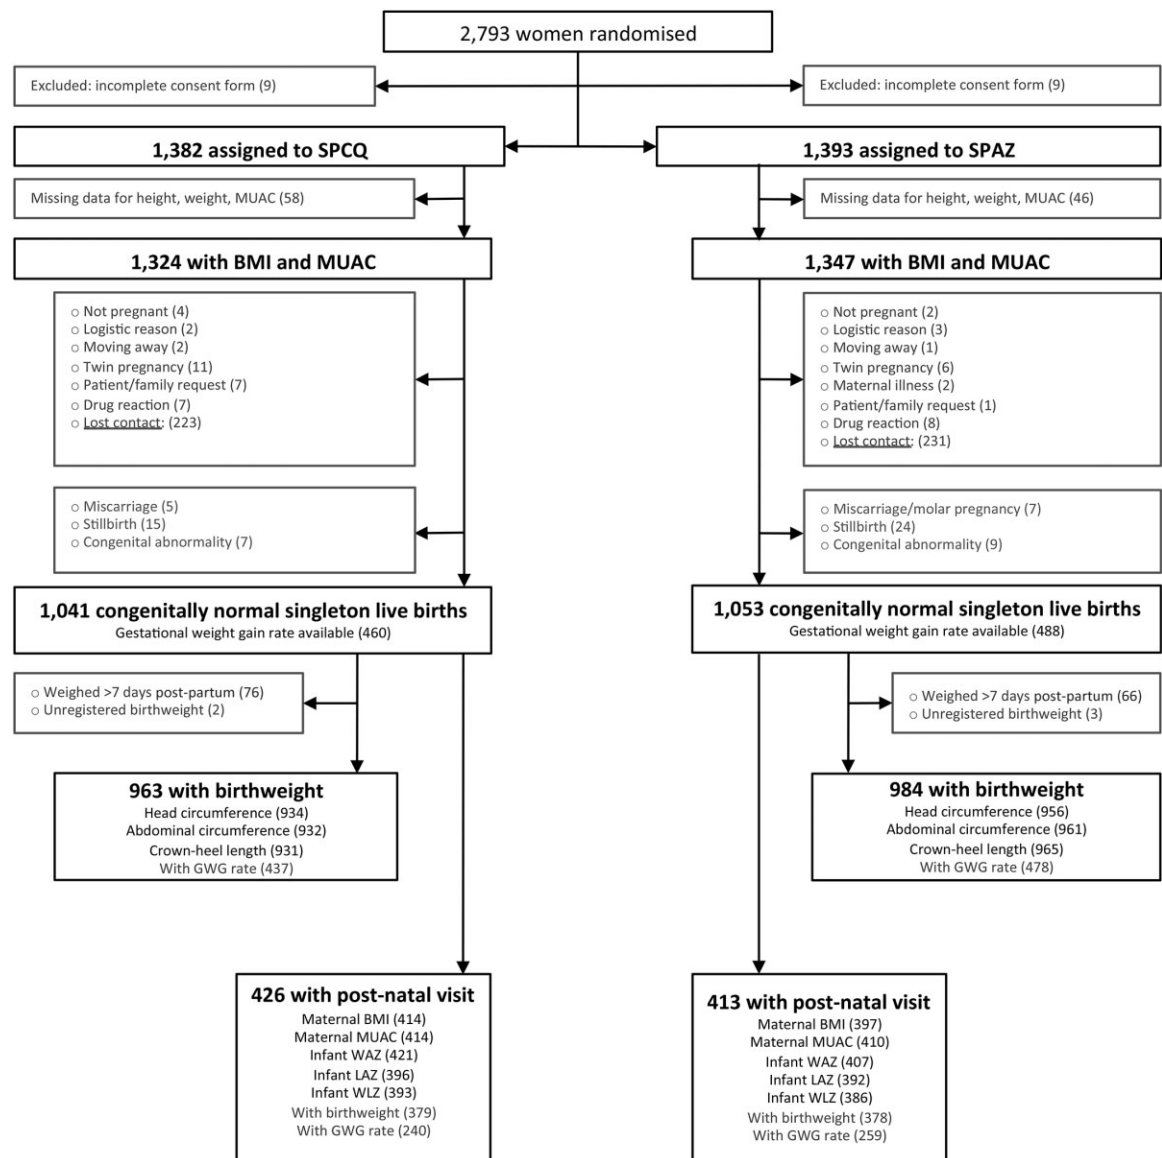 2,793 women randomised
Excluded: incomplete consent form (9)
Excluded: incomplete consent form (9)
1,382 assigned to SPCQ
1,393 assigned to SPAZ
Missing data for height, weight, MUAC (58)
Missing data for height, weight, MUAC (46)
1,324 with BMI and MUAC
1,347 with BMI and MUAC
○ Not pregnant (4)
○ Logistic reason (2)
○ Moving away (2)
○ Twin pregnancy (11)
○ Patient/family request (7)
○ Drug reaction (7)
○ Lost contact: (223)
○ Not pregnant (2)
○ Logistic reason (3)
○ Moving away (1)
○ Twin pregnancy (6)
○ Maternal illness (2)
○ Patient/family request (1)
○ Drug reaction (8)
○ Lost contact: (231)
○ Miscarriage (5)
○ Stillbirth (15)
○ Congenital abnormality (7)
○ Miscarriage/molar pregnancy (7)
○ Stillbirth (24)
○ Congenital abnormality (9)
1,041 congenitally normal singleton live births
Gestational weight gain rate available (460)
1,053 congenitally normal singleton live births
Gestational weight gain rate available (488)
○ Weighed >7 days post-partum (76)
○ Unregistered birthweight (2)
○ Weighed >7 days post-partum (66)
○ Unregistered birthweight (3)
963 with birthweight
Head circumference (934)
Abdominal circumference (932)
Crown-heel length (931)
With GWG rate (437)
984 with birthweight
Head circumference (956)
Abdominal circumference (961)
Crown-heel length (965)
With GWG rate (478)
426 with post-natal visit
Maternal BMI (414)
Maternal MUAC (414)
Infant WAZ (421)
Infant LAZ (396)
Infant WLZ (393)
With birthweight (379)
With GWG rate (240)
413 with post-natal visit
Maternal BMI (397)
Maternal MUAC (410)
Infant WAZ (407)
Infant LAZ (392)
Infant WLZ (386)
With birthweight (378)
With GWG rate (259)